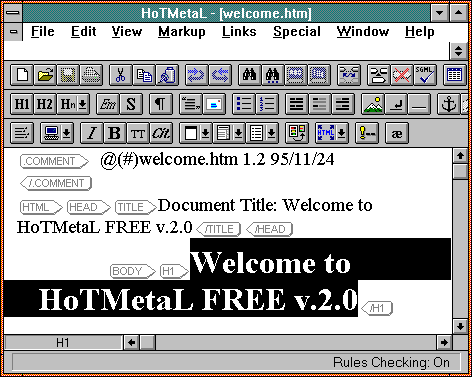 HoTMetaL - [welcome.htm]
File Edit View Markup Links Special Window Help
SGML
H1 H2 Hn Em S ¶
I B TT Cit. HTML !-- æ
COMMENT @(#)welcome.htm 1.2 95/11/24
/COMMENT
HTML HEAD TITLE Document Title: Welcome to
HoTMetaL FREE v.2.0 /TITLE /HEAD
BODY H1 Welcome to
HoTMetaL FREE v.2.0 /H1
H1
Rules Checking: On